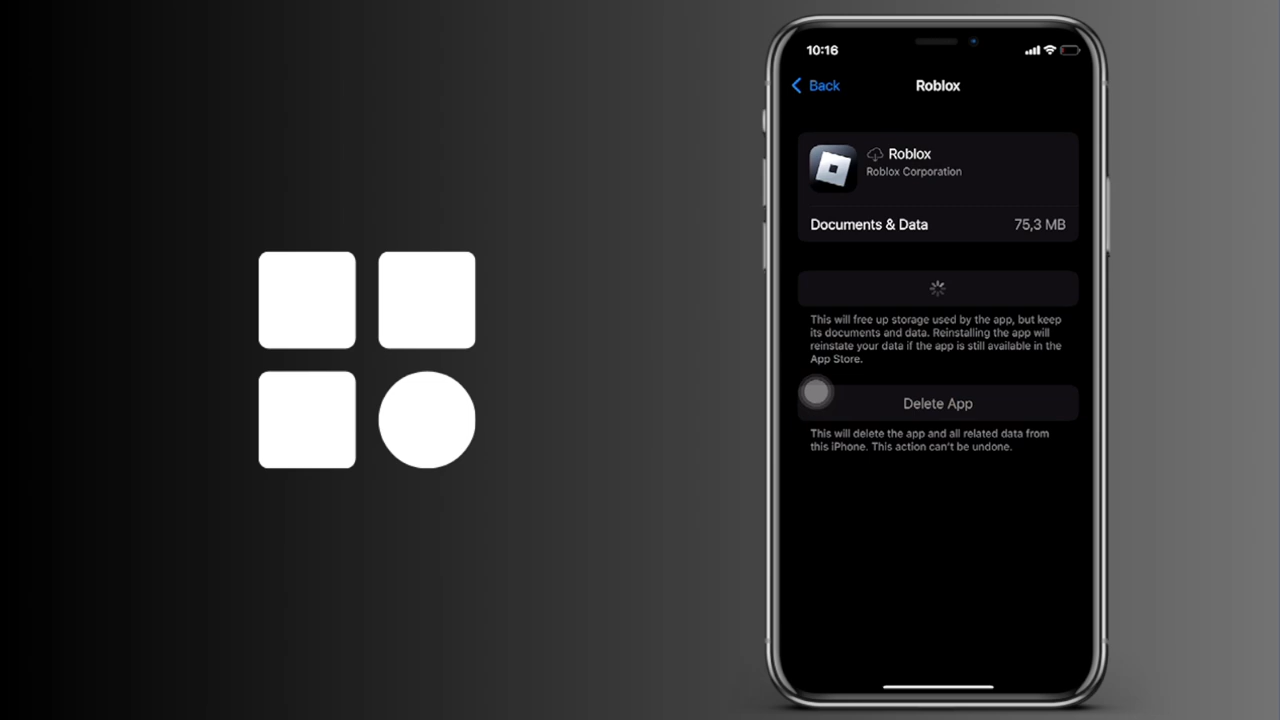 10:16
Back
Roblox
Roblox
Roblox Corporation
Documents & Data 75,3 MB
This will free up storage used by the app, but keep
its documents and data. Reinstalling the app will
reinstate your data if the app is still available in the
App Store.
Delete App
This will delete the app and all related data from
this iPhone. This action can't be undone.